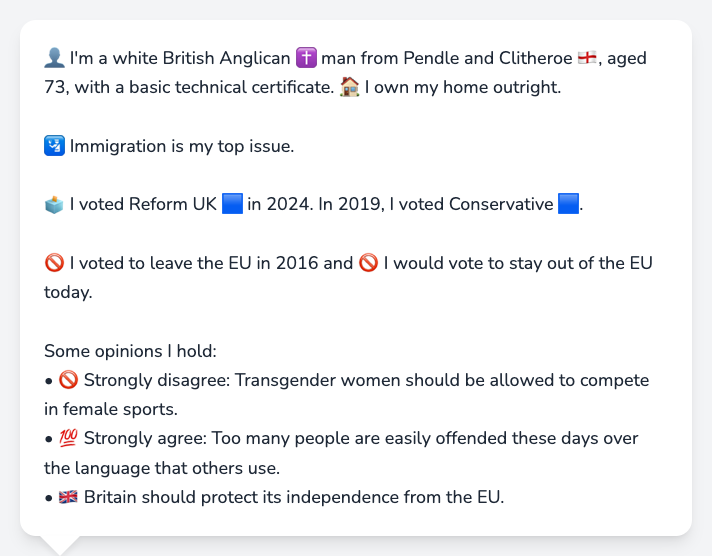 👤 I'm a white British Anglican ✝️ man from Pendle and Clitheroe 🏴󠁧󠁢󠁥󠁮󠁧󠁿, aged
73, with a basic technical certificate. 🏠 I own my home outright.
🛂 Immigration is my top issue.
🗳️ I voted Reform UK 🟦 in 2024. In 2019, I voted Conservative 🟦.
🚫 I voted to leave the EU in 2016 and 🚫 I would vote to stay out of the EU
today.
Some opinions I hold:
• 🚫 Strongly disagree: Transgender women should be allowed to compete
in female sports.
• 💯 Strongly agree: Too many people are easily offended these days over
the language that others use.
• 🇬🇧 Britain should protect its independence from the EU.